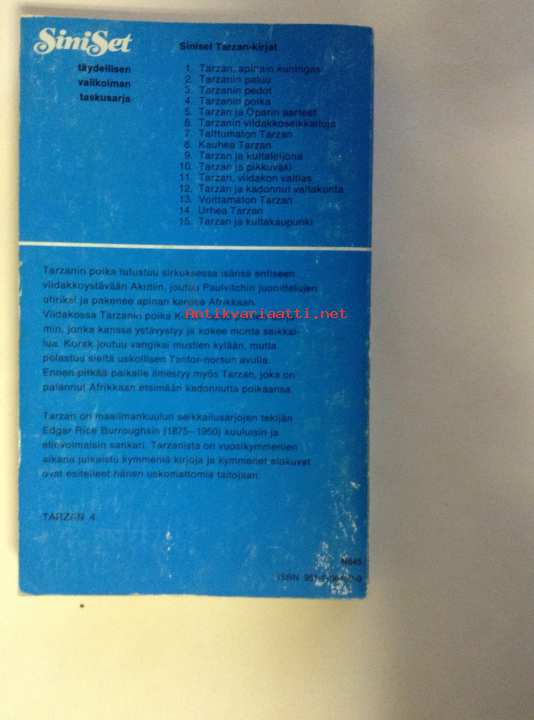 SiniSet
täydellisen
valikoiman
taskusarja
Siniset Tarzan-kirjat
1. Tarzan, apinain kuningas
2. Tarzanin paluu
3. Tarzanin pedot
4. Tarzanin poika
5. Tarzan ja Oparin aarteet
6. Tarzanin viidakkoseikkailuja
7. Talttumaton Tarzan
8. Kauhea Tarzan
9. Tarzan ja kultaleijona
10. Tarzan ja pikkuväki
11. Tarzan, viidakon valtias
12. Tarzan ja kadonnut valtakunta
13. Voittamaton Tarzan
14. Urhea Tarzan
15. Tarzan ja kultakaupunki
Tarzanin poika tutustuu sirkuksessa isänsä entiseen
viidakkoystävään Akutiin, joutuu Paulvitchin juonittelujen
uhriksi ja pakenee apinan kanssa Afrikkaan.
Viidakossa Tarzanin poika
Antikvariaatti.net
min, jonka kanssa ystävystyy ja kokee monta seikkai-
lua. Korak joutuu vangiksi mustien kylään, mutta
pelastuu sieltä uskollisen Tantor-norsun avulla.
Ennen pitkää paikalle ilmestyy myös Tarzan, joka on
palannut Afrikkaan etsimään kadonnutta poikaansa.
Tarzan on maailmankuulun seikkailusarjojen tekijän
Edgar Rice Burroughsin (1875–1950) kuuluisin ja
elinvoimaisin sankari. Tarzanista on vuosikymmenien
aikana julkaistu kymmeniä kirjoja ja kymmenet elokuvat
ovat esitelleet hänen uskomattomia taitojaan.
TARZAN 4
ISBN